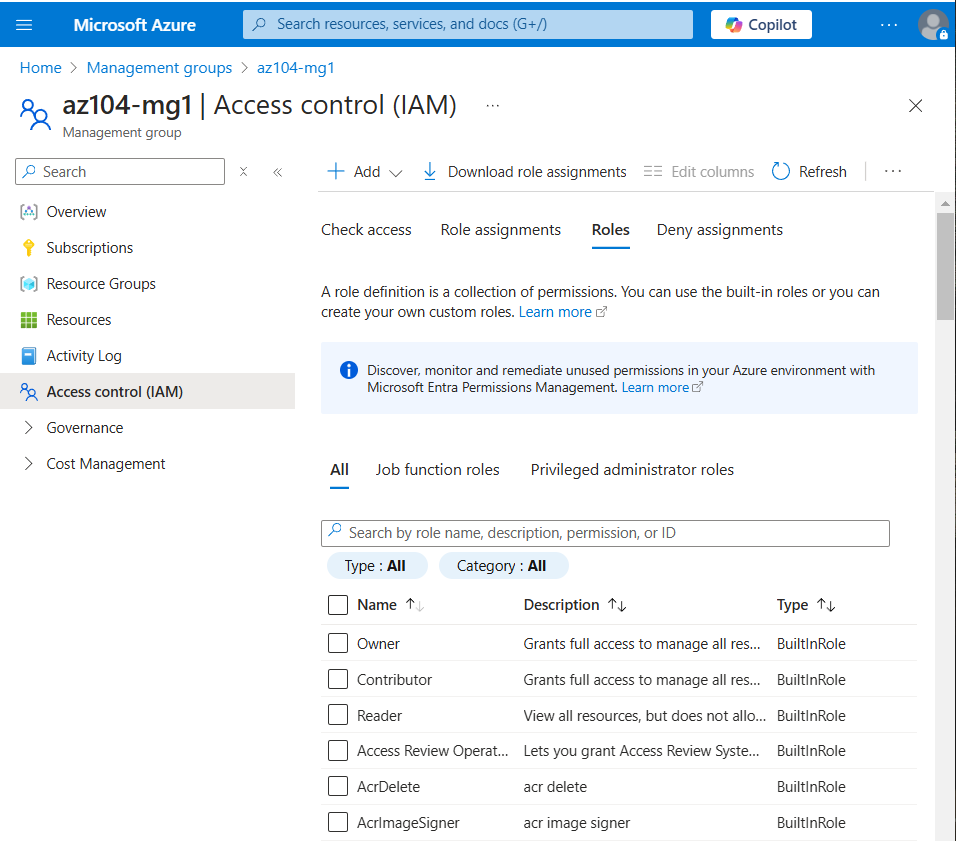 Microsoft Azure
Search resources, services, and docs (G+/)
Copilot
Home > Management groups > az104-mg1
az104-mg1 | Access control (IAM)
Management group
Search
Add
Download role assignments
Edit columns
Refresh
Overview
Subscriptions
Resource Groups
Resources
Activity Log
Access control (IAM)
Governance
Cost Management
Check access
Role assignments
Roles
Deny assignments
A role definition is a collection of permissions. You can use the built-in roles or you can
create your own custom roles. Learn more
Discover, monitor and remediate unused permissions in your Azure environment with
Microsoft Entra Permissions Management. Learn more
All
Job function roles
Privileged administrator roles
Search by role name, description, permission, or ID
Type : All
Category : All
Name Description Type
Owner Grants full access to manage all res... BuiltInRole
Contributor Grants full access to manage all res... BuiltInRole
Reader View all resources, but does not allo... BuiltInRole
Access Review Operat... Lets you grant Access Review Syste... BuiltInRole
AcrDelete acr delete BuiltInRole
AcrImageSigner acr image signer BuiltInRole